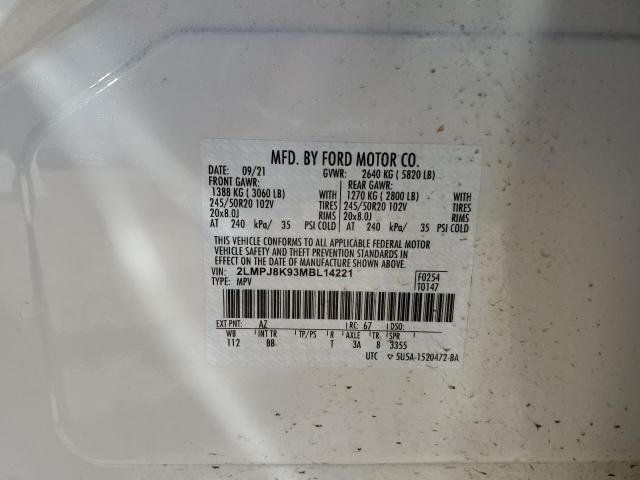 MFD. BY FORD MOTOR CO.
DATE: 09/21 GVWR: 2640 KG ( 5820 LB)
FRONT GAWR: REAR GAWR:
1388 KG ( 3060 LB) WITH 1270 KG ( 2800 LB) WITH
245/50R20 102V TIRES 245/50R20 102V TIRES
20x8.0J RIMS 20x8.0J RIMS
AT 240 kPa/ 35 PSI COLD AT 240 kPa/ 35 PSI COLD
THIS VEHICLE CONFORMS TO ALL APPLICABLE FEDERAL MOTOR
VEHICLE SAFETY AND THEFT PREVENTION STANDARDS IN
EFFECT ON THE DATE OF MANUFACTURE SHOWN ABOVE.
VIN: 2LMPJ8K93MBL14221 F0254
TYPE: MPV T0147
EXT PNT: AZ RC: 67 DSO:
WB INT TR TP/PS R AXLE TR SPR
112 BB T 3A 8 3355
UTC ▽ 5U5A-1520472-BA